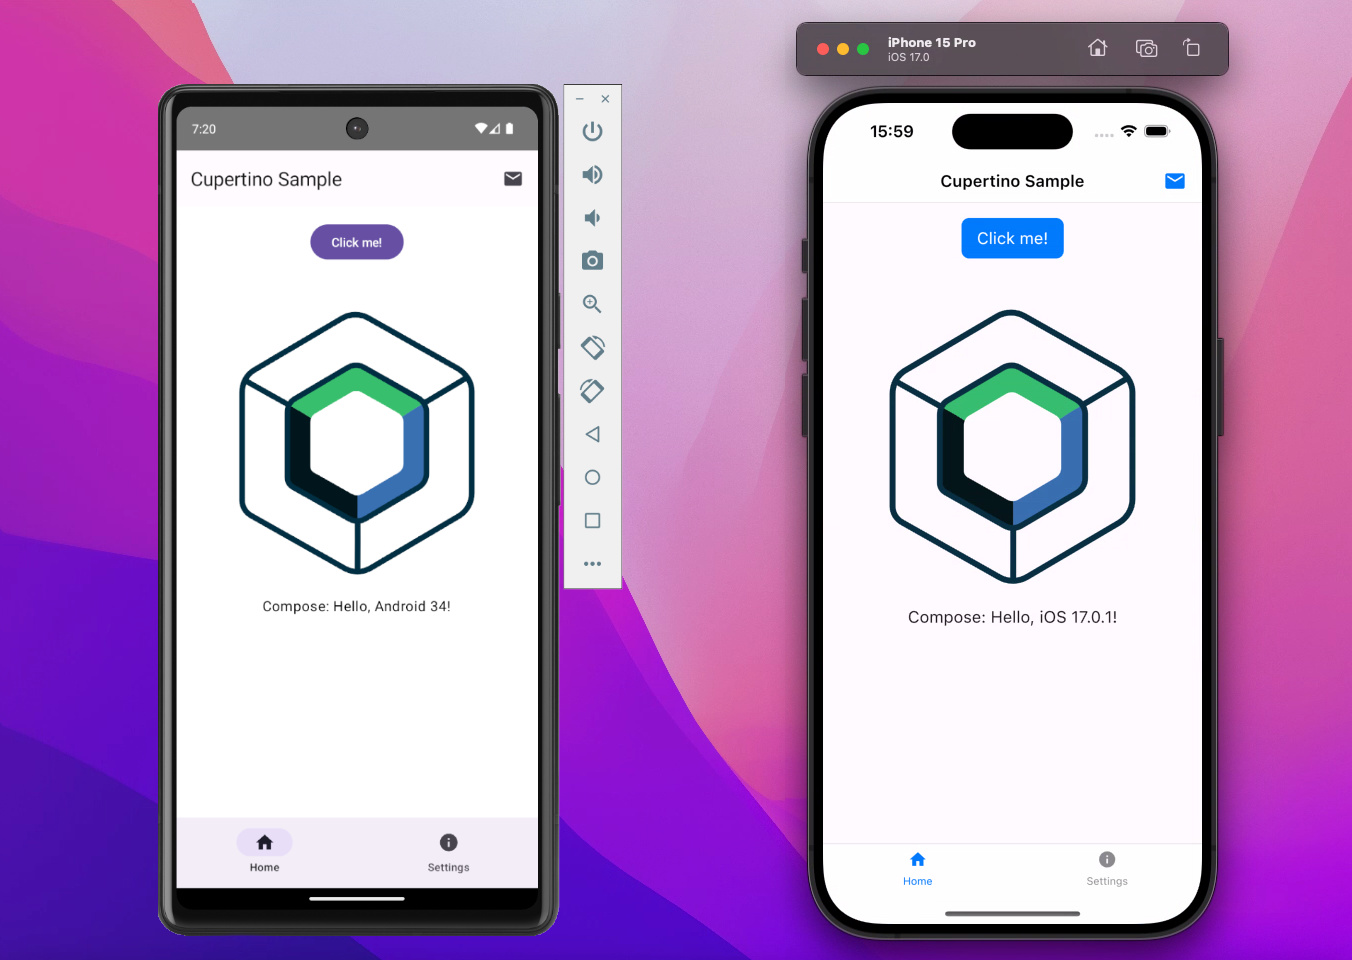 7:20
Cupertino Sample
Click me!
Compose: Hello, Android 34!
Home
Settings
iPhone 15 Pro
iOS 17.0
15:59
Cupertino Sample
Click me!
Compose: Hello, iOS 17.0.1!
Home
Settings